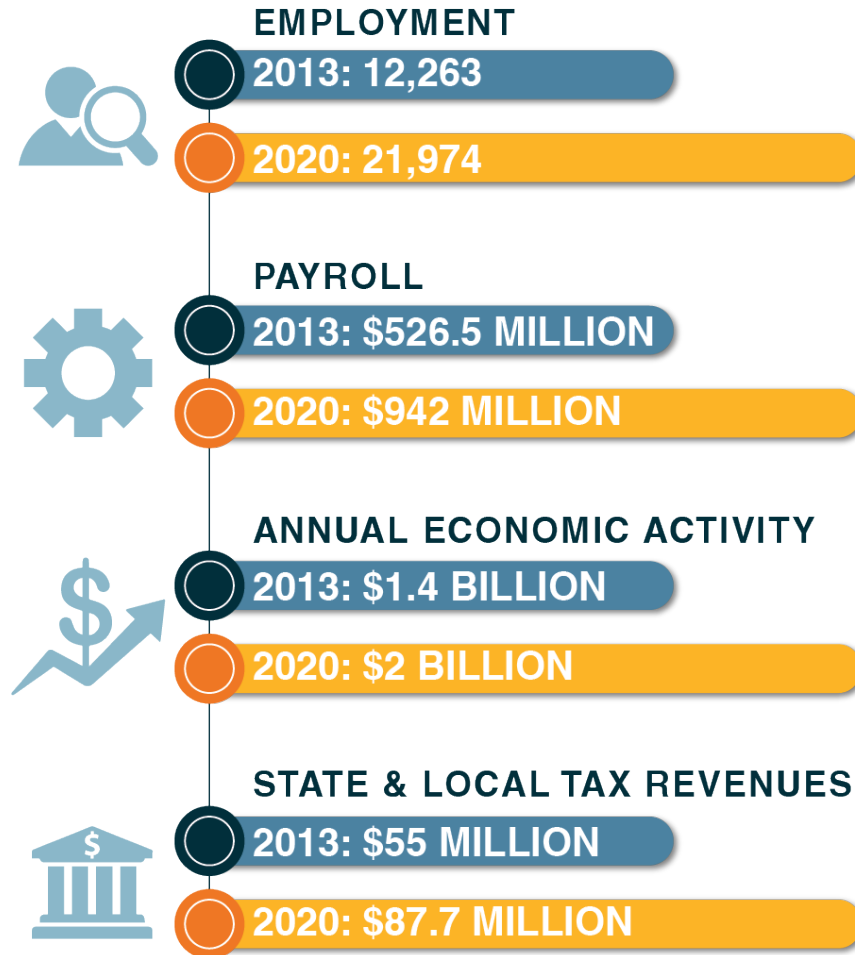 EMPLOYMENT
2013: 12,263
2020: 21,974
PAYROLL
2013: $526.5 MILLION
2020: $942 MILLION
ANNUAL ECONOMIC ACTIVITY
$
2013: $1.4 BILLION
2020: $2 BILLION
STATE & LOCAL TAX REVENUES
$
2013: $55 MILLION
2020: $87.7 MILLION